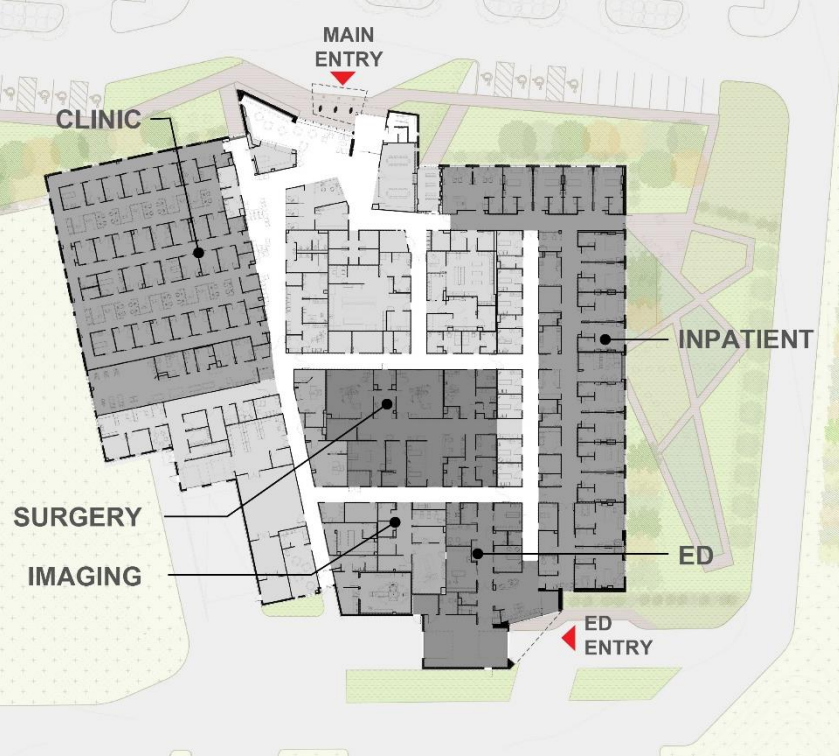 MAIN
ENTRY
CLINIC
INPATIENT
SURGERY
IMAGING
ED
ED
ENTRY